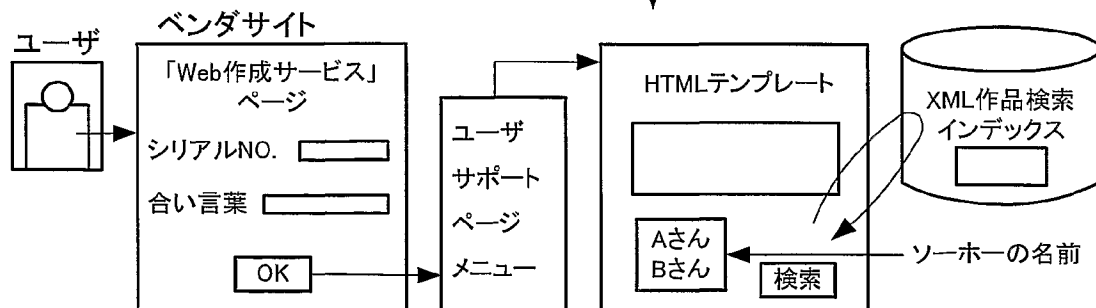 ベンダサイト
ユーザ
「Web作成サービス」
ページ
シリアルNO.
合い言葉
OK
ユーザ
サポート
ページ
メニュー
HTMLテンプレート
Aさん
Bさん
検索
XML作品検索
インデックス
ソーホーの名前